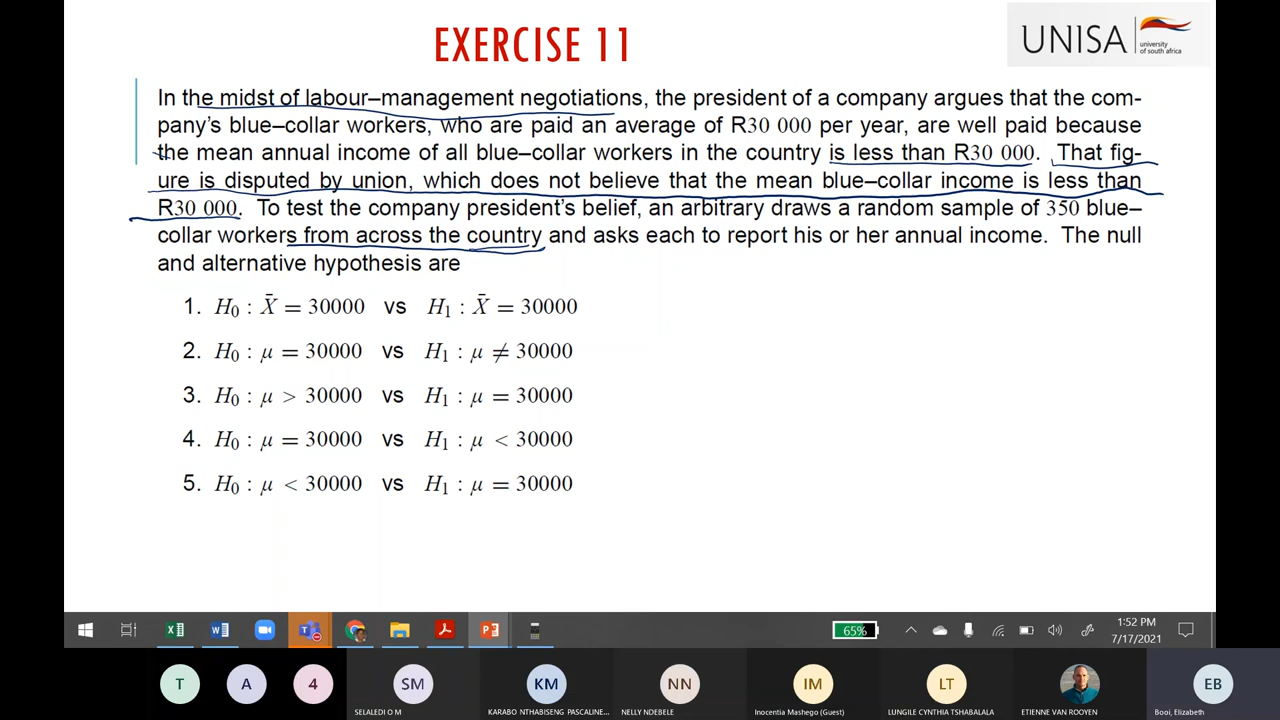 EXERCISE 11
UNISA
university
of south africa
In the midst of labour–management negotiations, the president of a company argues that the com-
pany's blue–collar workers, who are paid an average of R30 000 per year, are well paid because
the mean annual income of all blue–collar workers in the country is less than R30 000. That fig-
ure is disputed by union, which does not believe that the mean blue–collar income is less than
R30 000. To test the company president's belief, an arbitrary draws a random sample of 350 blue–
collar workers from across the country and asks each to report his or her annual income. The null
and alternative hypothesis are
1. H₀ : X̄ = 30000 vs H₁ : X̄ = 30000
2. H₀ : μ = 30000 vs H₁ : μ ≠ 30000
3. H₀ : μ > 30000 vs H₁ : μ = 30000
4. H₀ : μ = 30000 vs H₁ : μ < 30000
5. H₀ : μ < 30000 vs H₁ : μ = 30000
65%
1:52 PM
7/17/2021
T A 4 SM KM NN IM LT EB
SELALEDI O M KARABO NTHABISENG PASCALINE... NELLY NDEBELE Inocentia Mashego (Guest) LUNGILE CYNTHIA TSHABALALA ETIENNE VAN ROOYEN Booi, Elizabeth